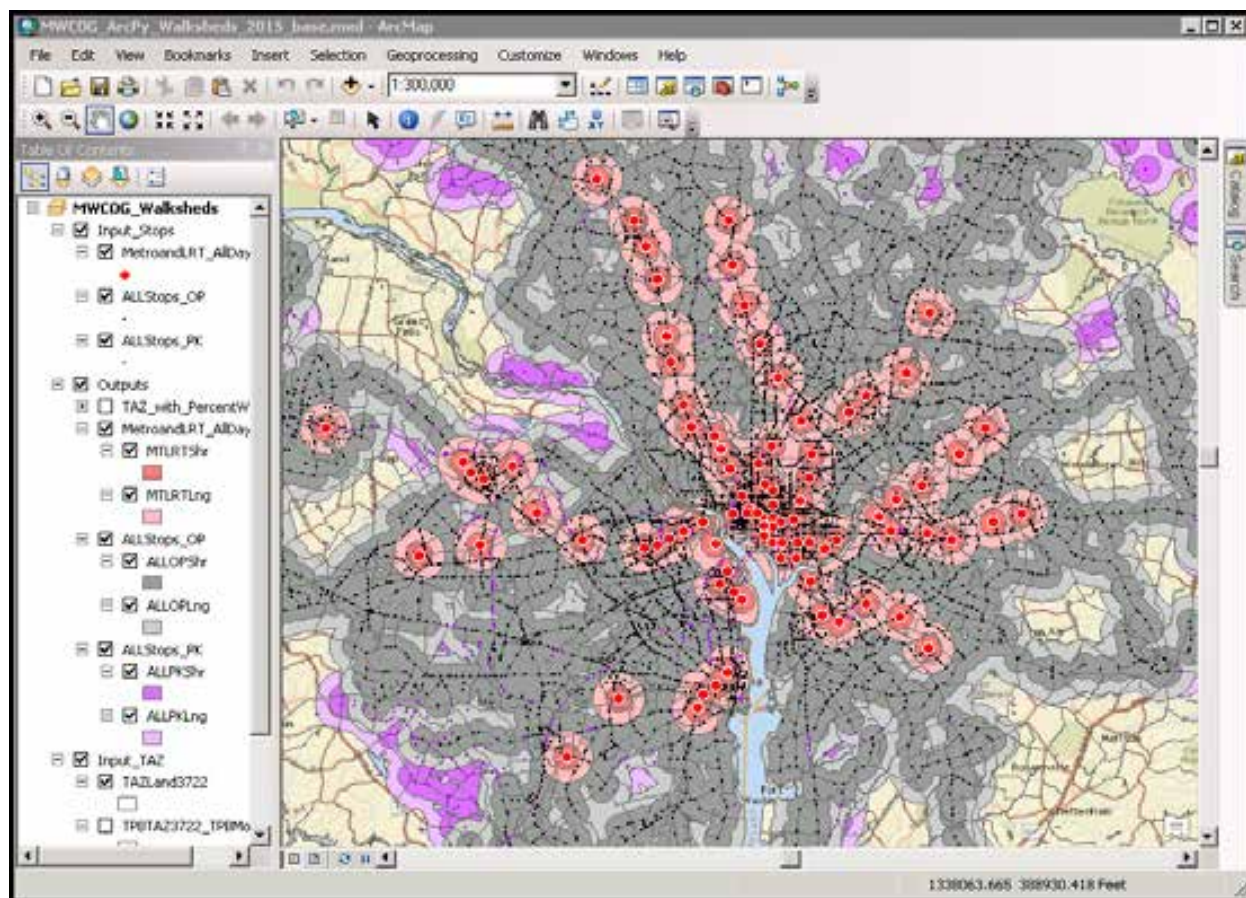 MWCOG_ArcPy_Walksheds_2015_base.mxd - ArcMap
File Edit View Bookmarks Insert Selection Geoprocessing Customize Windows Help
1:300,000
Table Of Contents
MWCOG_Walksheds
Input_Stops
MetroandLRT_AllDay
ALLStops_OP
ALLStops_PK
Outputs
TAZ_with_PercentW
MetroandLRT_AllDay
MTLRTShr
MTLRTLng
ALLStops_OP
ALLOPShr
ALLOPLng
ALLStops_PK
ALLPKShr
ALLPKLng
Input_TAZ
TAZLand3722
TPBTAZ3722_TPBMo
Catalog
Search
1338063.665 388930.418 Feet